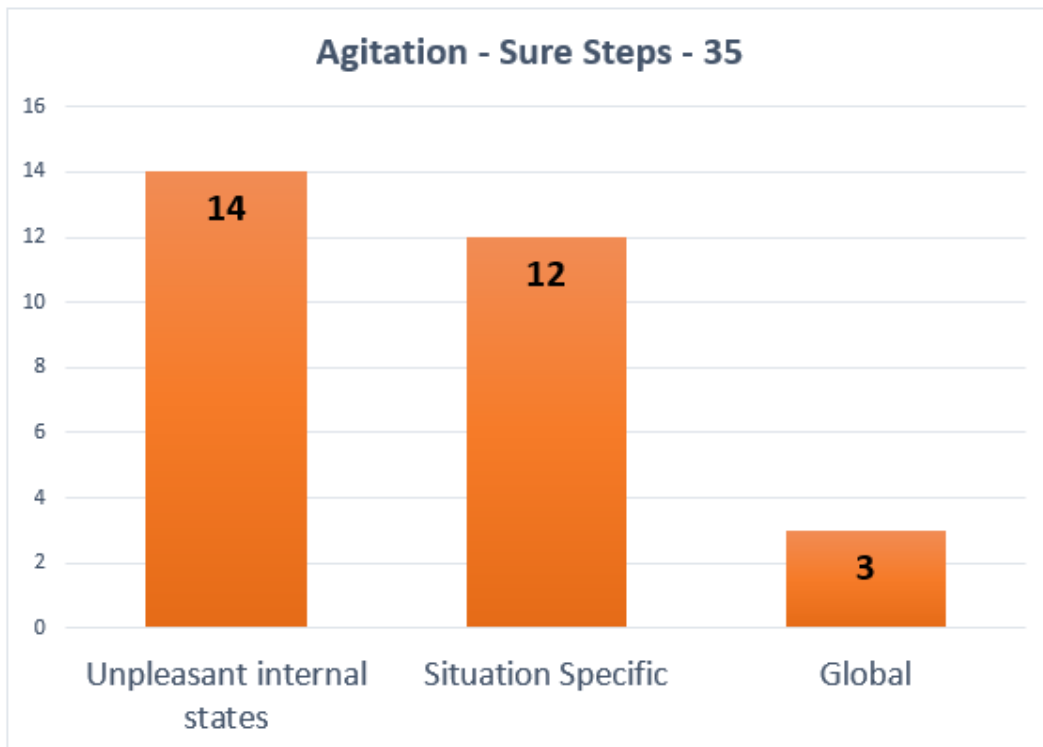 Agitation - Sure Steps - 35
16
14
12
10
8
6
4
2
0
14
12
3
Unpleasant internal
states
Situation Specific
Global